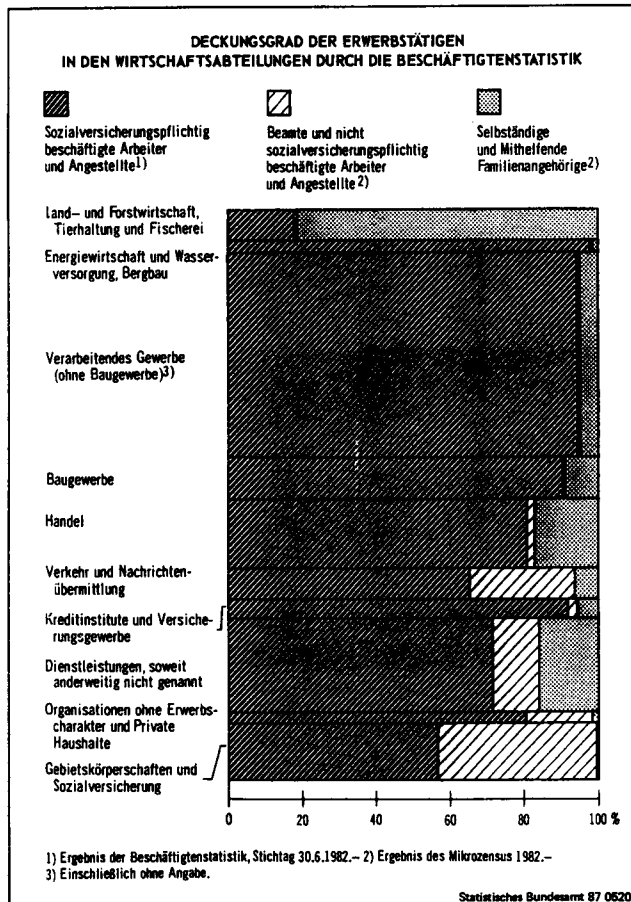 DECKUNGSGRAD DER ERWERBSTÄTIGEN
IN DEN WIRTSCHAFTSABTEILUNGEN DURCH DIE BESCHÄFTIGTENSTATISTIK
Sozialversicherungspflichtig
beschäftigte Arbeiter
und Angestellte1)
Beamte und nicht
sozialversicherungspflichtig
beschäftigte Arbeiter
und Angestellte2)
Selbständige
und Mithelfende
Familienangehörige2)
Land- und Forstwirtschaft,
Tierhaltung und Fischerei
Energiewirtschaft und Wasser-
versorgung, Bergbau
Verarbeitendes Gewerbe
(ohne Baugewerbe)3)
Baugewerbe
Handel
Verkehr und Nachrichten-
übermittlung
Kreditinstitute und Versiche-
rungsgewerbe
Dienstleistungen, soweit
anderweitig nicht genannt
Organisationen ohne Erwerbs-
charakter und Private
Haushalte
Gebietskörperschaften und
Sozialversicherung
0 20 40 60 80 100 %
1) Ergebnis der Beschäftigtenstatistik, Stichtag 30.6.1982.– 2) Ergebnis des Mikrozensus 1982.–
3) Einschließlich ohne Angabe.
Statistisches Bundesamt 87 0520